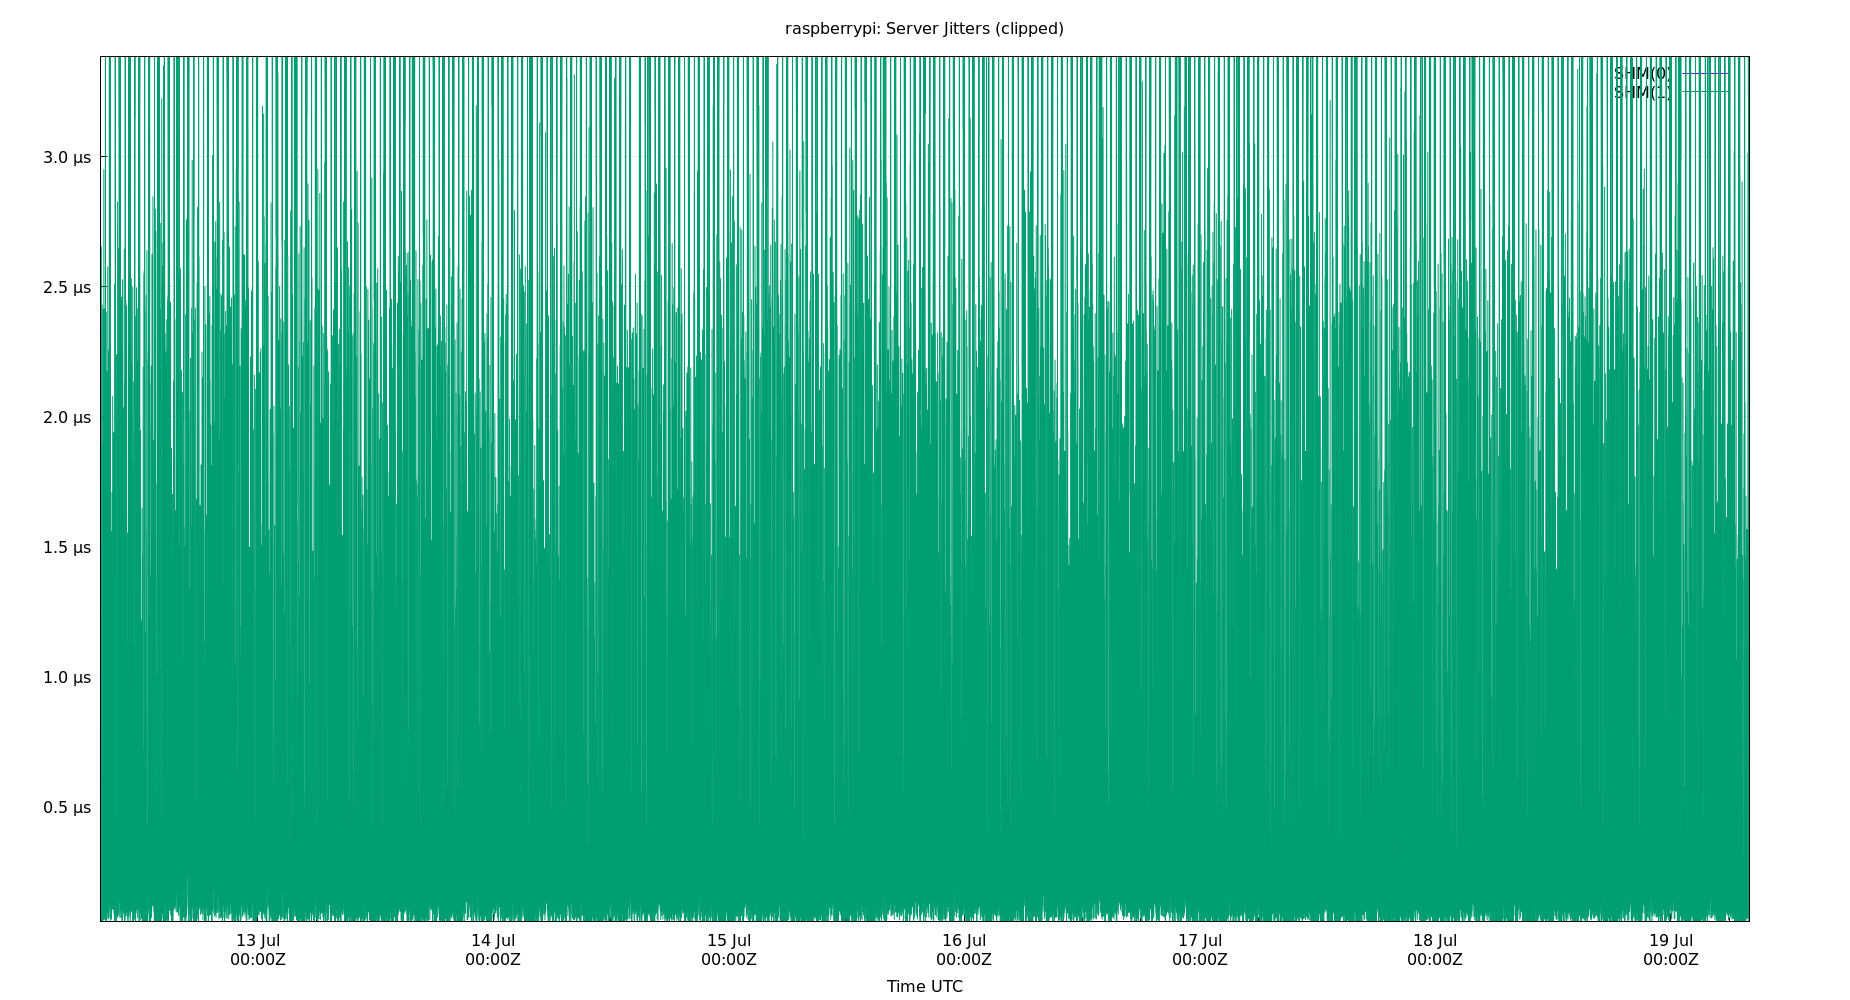 raspberrypi: Server Jitters (clipped)
SHM(0)
SHM(1)
3.0 µs
2.5 µs
2.0 µs
1.5 µs
1.0 µs
0.5 µs
13 Jul 14 Jul 15 Jul 16 Jul 17 Jul 18 Jul 19 Jul
00:00Z 00:00Z 00:00Z 00:00Z 00:00Z 00:00Z 00:00Z
Time UTC